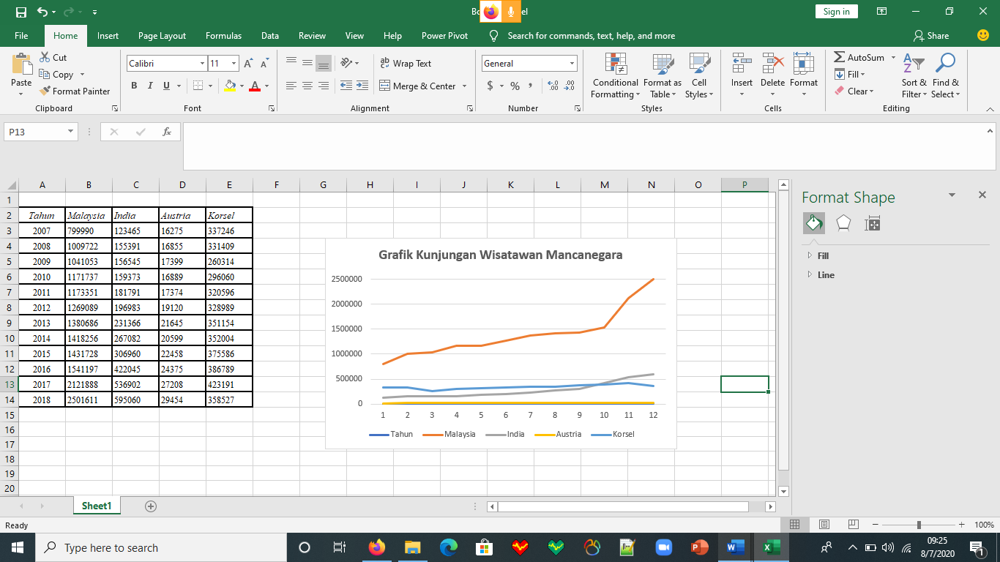 Sign in
File Home Insert Page Layout Formulas Data Review View Help Power Pivot Search for commands, text, help, and more Share
Cut
Copy
Format Painter
Paste
Clipboard
Calibri 11
B I U
Font
Wrap Text
Merge & Center
Alignment
General
$ % ,
Number
Conditional Formatting
Format as Table
Cell Styles
Styles
Insert Delete Format
Cells
AutoSum
Fill
Clear
Sort & Filter
Find & Select
Editing
P13 fx
A B C D E F G H I J K L M N O P
1
2 Tahun Malaysia India Austria Korsel
3 2007 799990 123465 16275 337246
4 2008 1009722 155391 16855 331409
5 2009 1041053 156545 17399 260314
6 2010 1171737 159373 16889 296060
7 2011 1173351 181791 17374 320596
8 2012 1269089 196983 19120 328989
9 2013 1380686 231366 21645 351154
10 2014 1418256 267082 20599 352004
11 2015 1431728 306960 22458 375586
12 2016 1541197 422045 24375 386789
13 2017 2121888 536902 27208 423191
14 2018 2501611 595060 29454 358527
15
16
17
18
19
20
Grafik Kunjungan Wisatawan Mancanegara
2500000
2000000
1500000
1000000
500000
0
1 2 3 4 5 6 7 8 9 10 11 12
Tahun Malaysia India Austria Korsel
Format Shape
Fill
Line
Sheet1
Ready
100%
Type here to search
09:25
8/7/2020
1